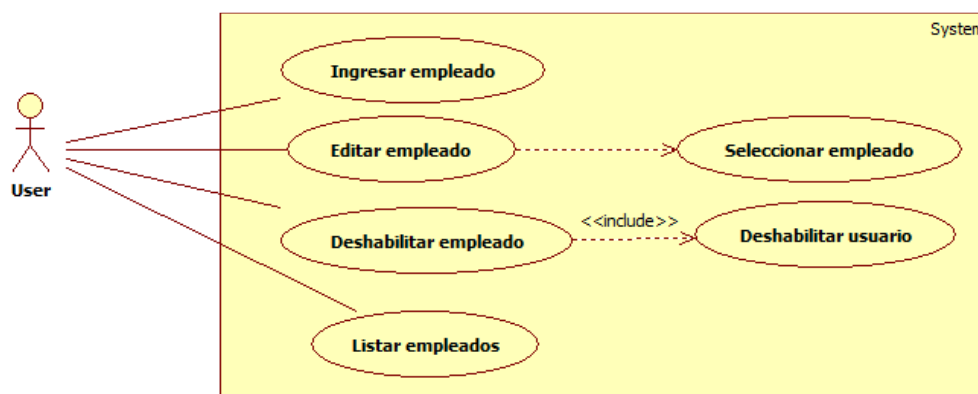 System
Ingresar empleado
Editar empleado
Seleccionar empleado
User
<<include>>
Deshabilitar empleado
Deshabilitar usuario
Listar empleados